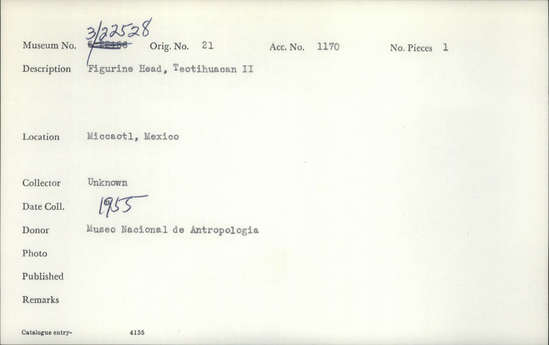 3/22528
Museum No. Orig. No. 21 Acc. No. 1170 No. Pieces 1
Description Figurine Head, Teotihuacan II
Location Miccaotl, Mexico
Collector Unknown
Date Coll. 1955
Donor Museo Nacional de Antropologia
Photo
Published
Remarks
Catalogue entry- 4135